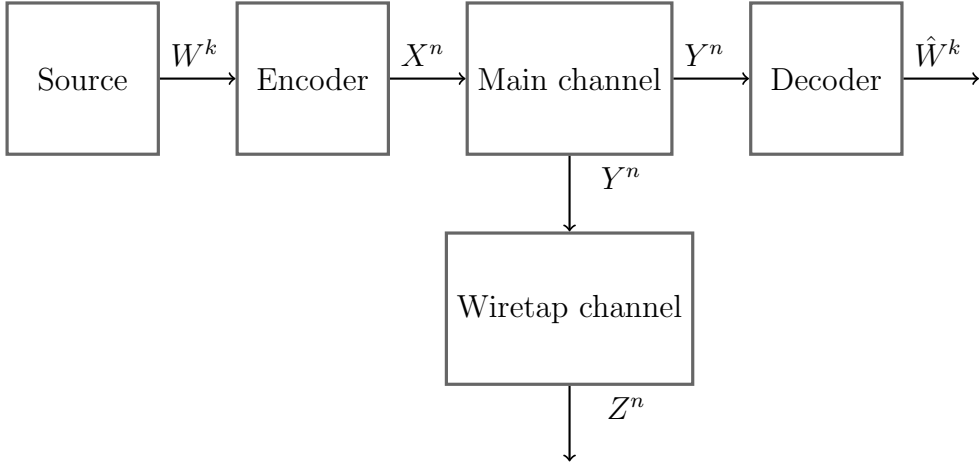 W^k X^n Y^n Ŵ^k
Source Encoder Main channel Decoder
Y^n
Wiretap channel
Z^n